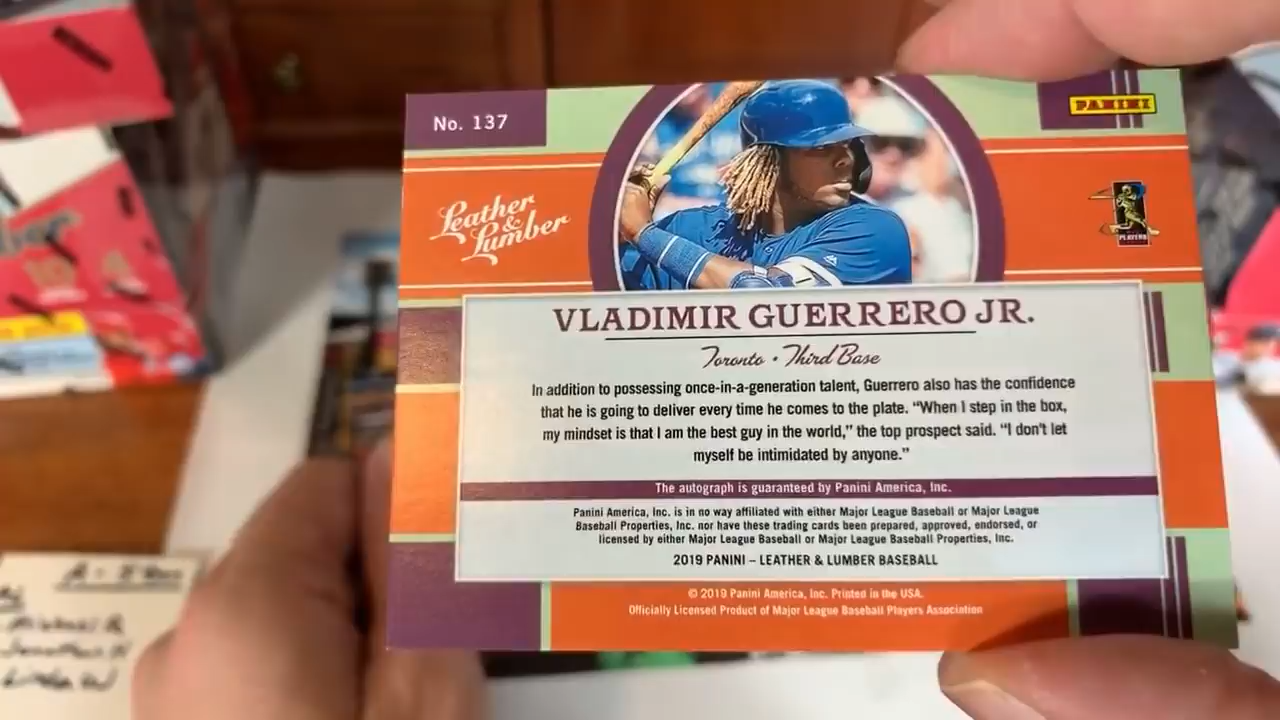 No. 137
PANINI
Leather
&
Lumber
PLAYERS
VLADIMIR GUERRERO JR.
Toronto • Third Base
In addition to possessing once-in-a-generation talent, Guerrero also has the confidence
that he is going to deliver every time he comes to the plate. “When I step in the box,
my mindset is that I am the best guy in the world,” the top prospect said. “I don't let
myself be intimidated by anyone.”
The autograph is guaranteed by Panini America, Inc.
Panini America, Inc. is in no way affiliated with either Major League Baseball or Major League
Baseball Properties, Inc. nor have these trading cards been prepared, approved, endorsed, or
licensed by either Major League Baseball or Major League Baseball Properties, Inc.
2019 PANINI – LEATHER & LUMBER BASEBALL
© 2019 Panini America, Inc. Printed in the USA.
Officially Licensed Product of Major League Baseball Players Association